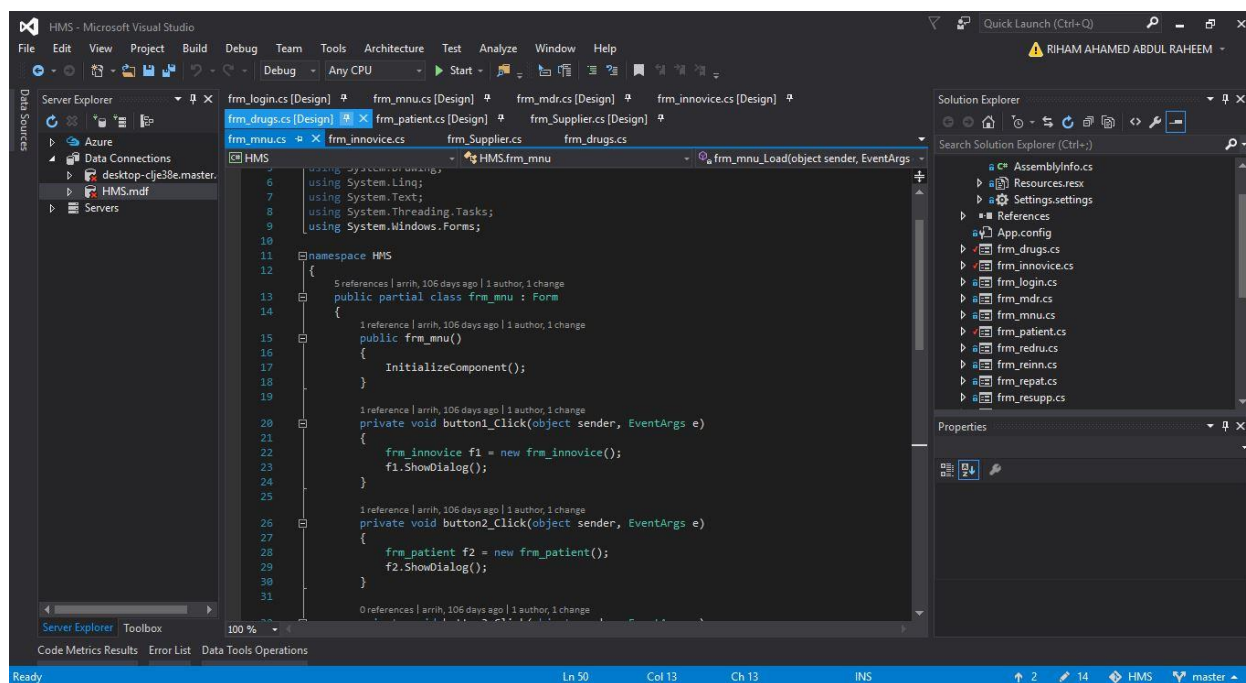 HMS - Microsoft Visual Studio
Quick Launch (Ctrl+Q)
File Edit View Project Build Debug Team Tools Architecture Test Analyze Window Help
RIHAM AHAMED ABDUL RAHEEM
Debug Any CPU Start
Data Sources
Server Explorer
Azure
Data Connections
desktop-clje38e.master.
HMS.mdf
Servers
Server Explorer Toolbox
frm_login.cs [Design] frm_mnu.cs [Design] frm_mdr.cs [Design] frm_innovice.cs [Design]
frm_drugs.cs [Design] frm_patient.cs [Design] frm_Supplier.cs [Design]
frm_mnu.cs frm_innovice.cs frm_Supplier.cs frm_drugs.cs
C# HMS HMS.frm_mnu frm_mnu_Load(object sender, EventArgs
5 using System.Drawing;
6 using System.Linq;
7 using System.Text;
8 using System.Threading.Tasks;
9 using System.Windows.Forms;
10
11 namespace HMS
12 {
5 references | arrih, 106 days ago | 1 author, 1 change
13 public partial class frm_mnu : Form
14 {
1 reference | arrih, 106 days ago | 1 author, 1 change
15 public frm_mnu()
16 {
17 InitializeComponent();
18 }
19
1 reference | arrih, 106 days ago | 1 author, 1 change
20 private void button1_Click(object sender, EventArgs e)
21 {
22 frm_innovice f1 = new frm_innovice();
23 f1.ShowDialog();
24 }
25
1 reference | arrih, 106 days ago | 1 author, 1 change
26 private void button2_Click(object sender, EventArgs e)
27 {
28 frm_patient f2 = new frm_patient();
29 f2.ShowDialog();
30 }
31
0 references | arrih, 106 days ago | 1 author, 1 change
100 %
Solution Explorer
Search Solution Explorer (Ctrl+;)
C# AssemblyInfo.cs
Resources.resx
Settings.settings
References
App.config
frm_drugs.cs
frm_innovice.cs
frm_login.cs
frm_mdr.cs
frm_mnu.cs
frm_patient.cs
frm_redru.cs
frm_reinn.cs
frm_repat.cs
frm_resupp.cs
Properties
Code Metrics Results Error List Data Tools Operations
Ready Ln 50 Col 13 Ch 13 INS 2 14 HMS master